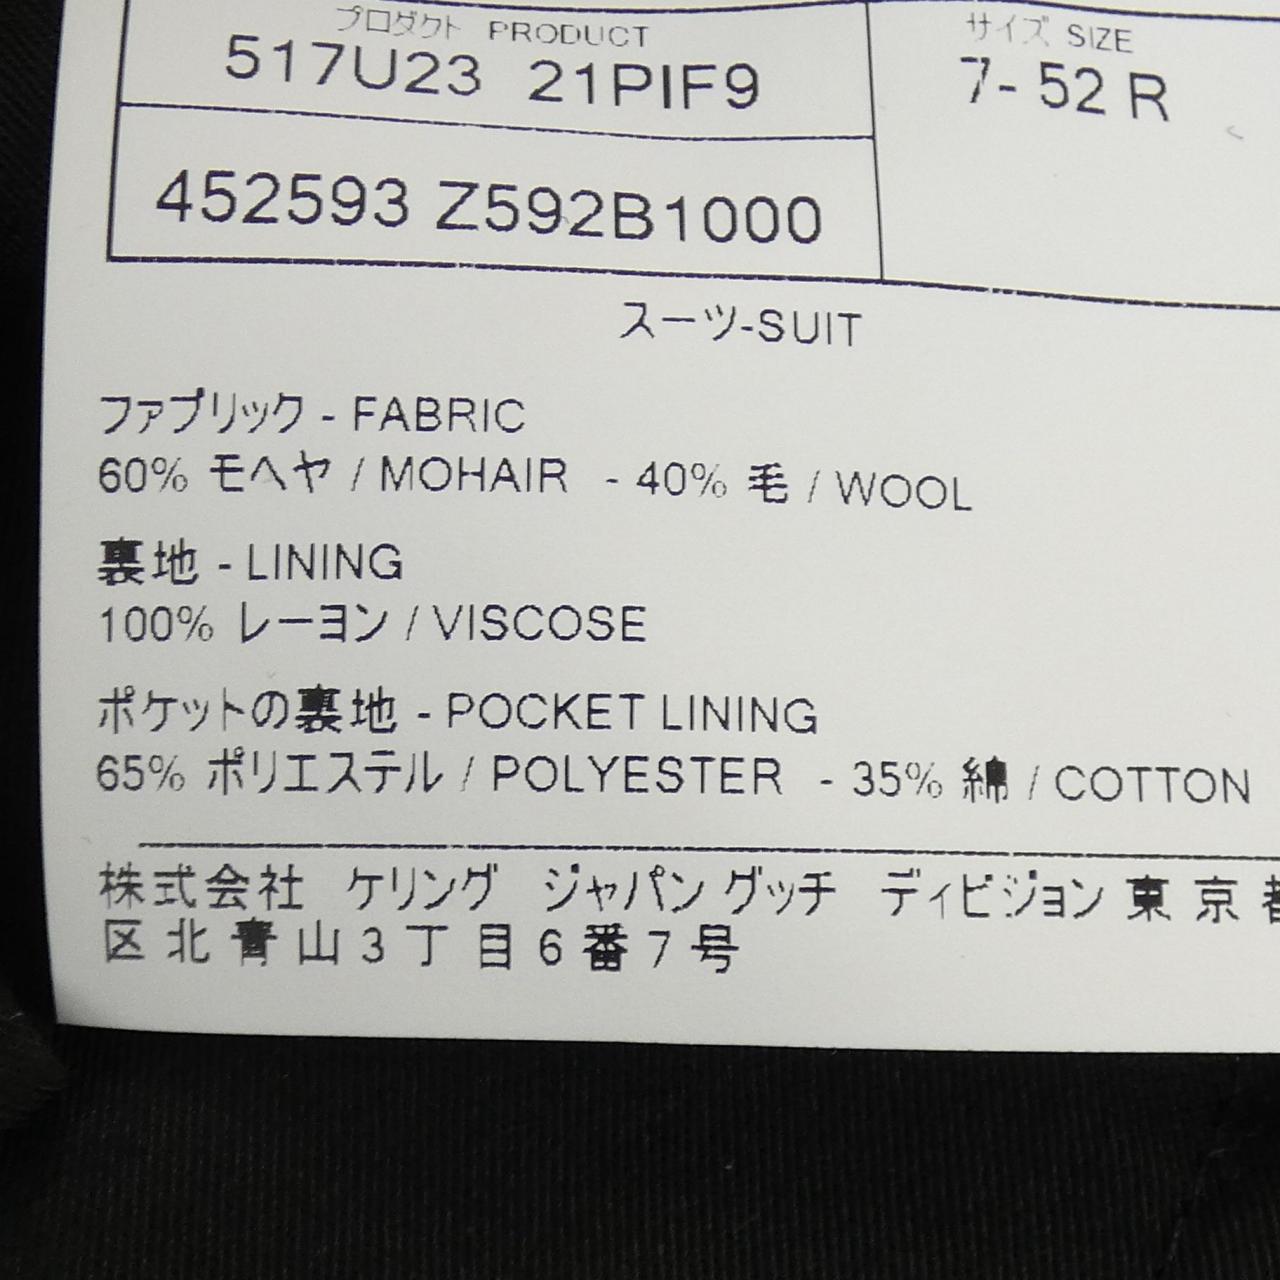 プロダクト PRODUCT
サイズ SIZE
517U23 21PIF9
7- 52 R
452593 Z592B1000
スーツ-SUIT
ファブリック - FABRIC
60% モヘヤ / MOHAIR - 40% 毛 / WOOL
裏地 - LINING
100% レーヨン / VISCOSE
ポケットの裏地 - POCKET LINING
65% ポリエステル / POLYESTER - 35% 綿 / COTTON
株式会社 ケリング ジャパン グッチ ディビジョン 東京
区北青山3丁目6番7号